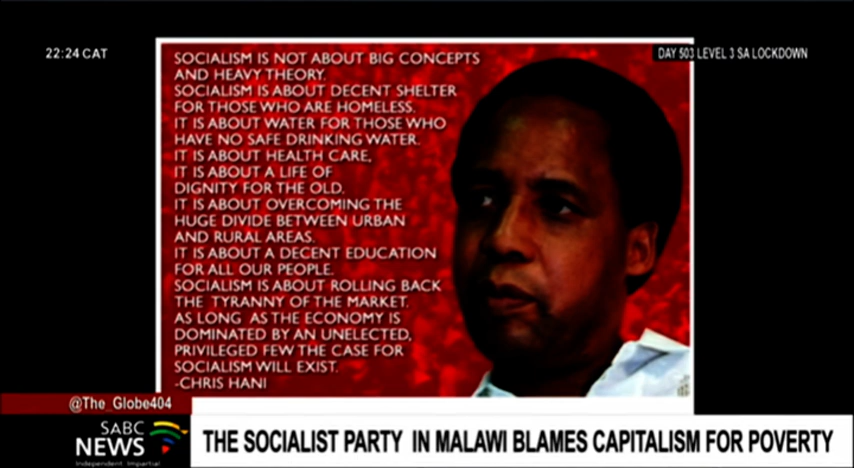 22:24 CAT
DAY 503 LEVEL 3 SA LOCKDOWN
SOCIALISM IS NOT ABOUT BIG CONCEPTS
AND HEAVY THEORY.
SOCIALISM IS ABOUT DECENT SHELTER
FOR THOSE WHO ARE HOMELESS.
IT IS ABOUT WATER FOR THOSE WHO
HAVE NO SAFE DRINKING WATER.
IT IS ABOUT HEALTH CARE,
IT IS ABOUT A LIFE OF
DIGNITY FOR THE OLD.
IT IS ABOUT OVERCOMING THE
HUGE DIVIDE BETWEEN URBAN
AND RURAL AREAS.
IT IS ABOUT A DECENT EDUCATION
FOR ALL OUR PEOPLE.
SOCIALISM IS ABOUT ROLLING BACK
THE TYRANNY OF THE MARKET.
AS LONG AS THE ECONOMY IS
DOMINATED BY AN UNELECTED,
PRIVILEGED FEW THE CASE FOR
SOCIALISM WILL EXIST.
-CHRIS HANI
@The_Globe404
SABC
NEWS
Independent. Impartial
THE SOCIALIST PARTY IN MALAWI BLAMES CAPITALISM FOR POVERTY